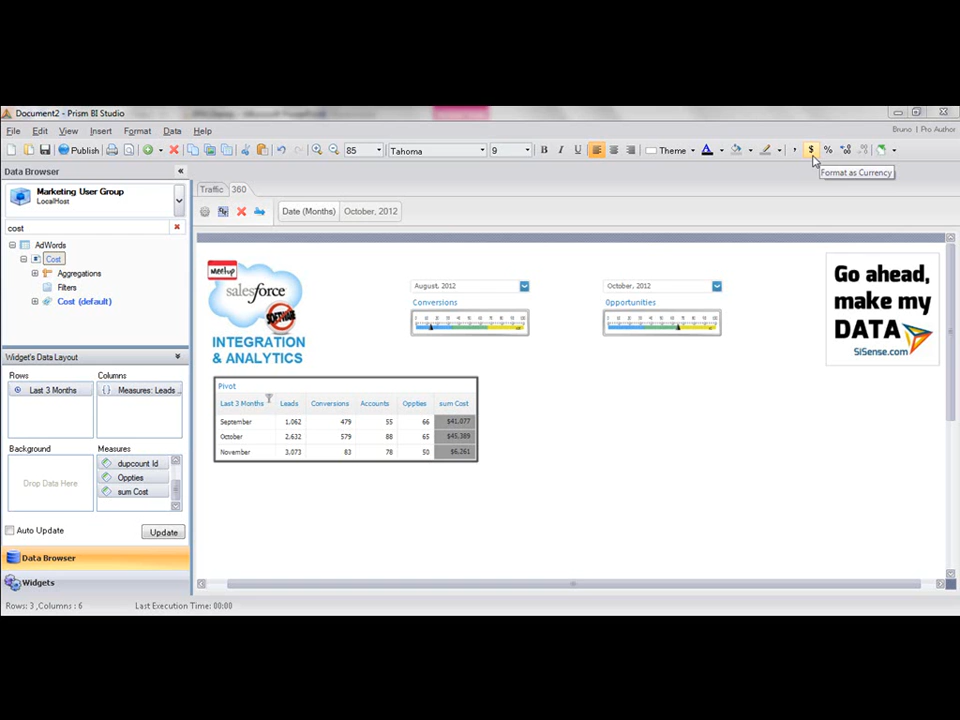 Document2 - Prism BI Studio
File Edit View Insert Format Data Help
Bruno | Pro Author
Publish 85 Tahoma 9 B I U Theme A , $ %
Format as Currency
Data Browser
Marketing User Group
LocalHost
cost
AdWords
Cost
Aggregations
Filters
Cost (default)
Widget's Data Layout
Rows Columns
Last 3 Months Measures: Leads ..
Background Measures
Drop Data Here
dupcount Id
Oppties
sum Cost
Auto Update Update
Data Browser
Widgets
Rows: 3 ,Columns : 6 Last Execution Time: 00:00
Traffic 360
Date (Months) October, 2012
Meetup
salesforce
SOFTWARE
INTEGRATION
& ANALYTICS
August, 2012
Conversions
October, 2012
Opportunities
Go ahead,
make my
DATA
SiSense.com
Pivot
Last 3 Months Leads Conversions Accounts Oppties sum Cost
September 1,062 479 55 66 $41,077
October 2,632 579 88 65 $45,389
November 3,073 83 78 50 $6,261